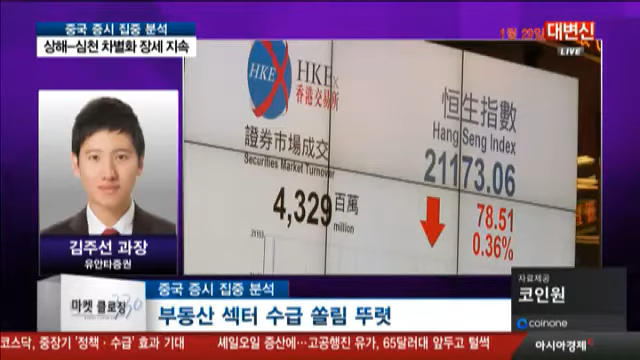 중국 증시 집중 분석
상해-심천 차별화 장세 지속
1월 29일 대변신
LIVE
HKEx
HKEx
香港交易所
證券市場成交
Securities Market Turnover
4,329 百萬
million
恒生指數
Hang Seng Index
21173.06
78.51
0.36%
김주선 과장
유안타증권
마켓 클로징
330
중국 증시 집중 분석
부동산 섹터 수급 쏠림 뚜렷
자료제공
코인원
coinone
코스닥, 중장기 '정책·수급' 효과 기대 셰일오일 증산에…고공행진 유가, 65달러대 앞두고 털썩
아시아경제